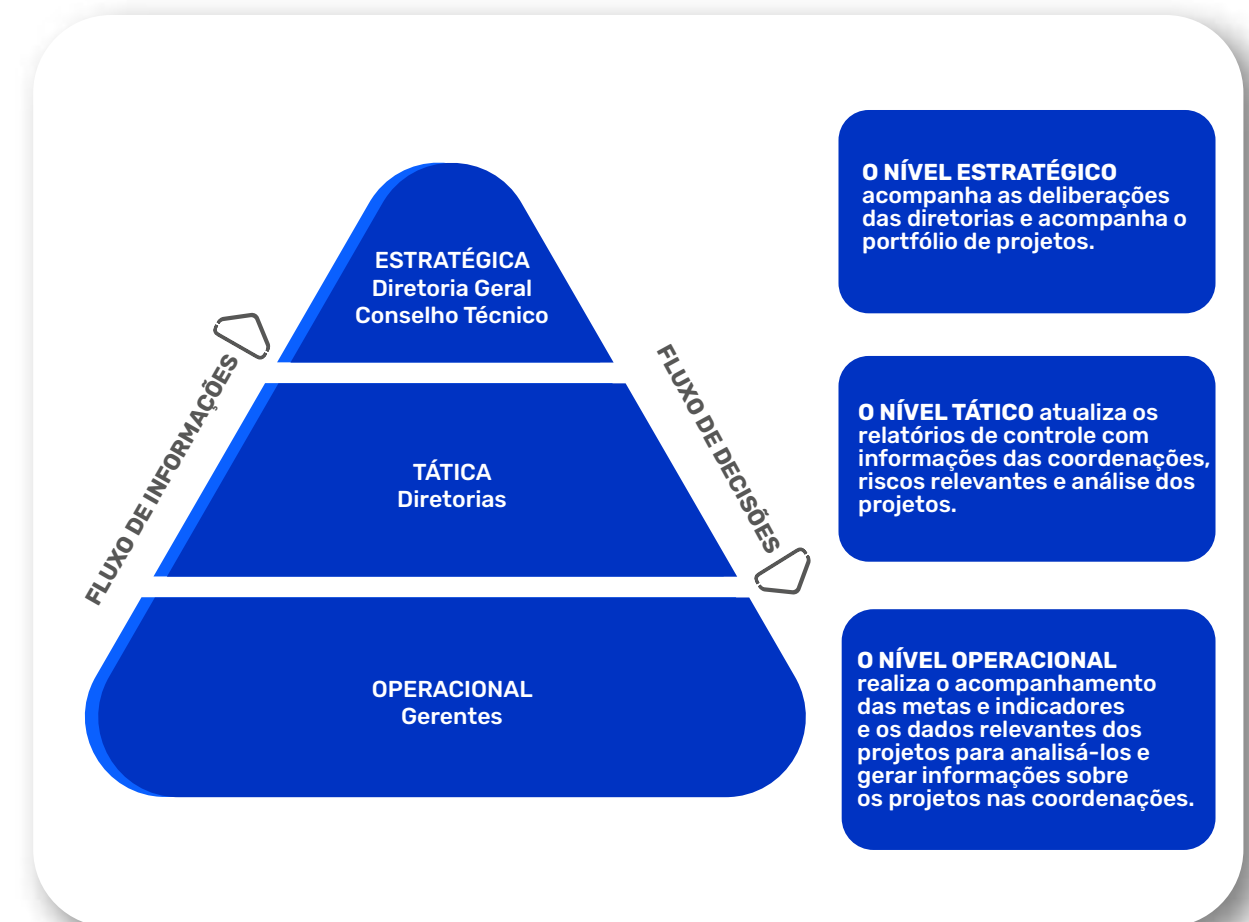 ESTRATÉGICA
Diretoria Geral
Conselho Técnico
FLUXO DE INFORMAÇÕES
FLUXO DE DECISÕES
TÁTICA
Diretorias
OPERACIONAL
Gerentes
O NÍVEL ESTRATÉGICO
acompanha as deliberações
das diretorias e acompanha o
portfólio de projetos.
O NÍVEL TÁTICO atualiza os
relatórios de controle com
informações das coordenações,
riscos relevantes e análise dos
projetos.
O NÍVEL OPERACIONAL
realiza o acompanhamento
das metas e indicadores
e os dados relevantes dos
projetos para analisá-los e
gerar informações sobre
os projetos nas coordenações.